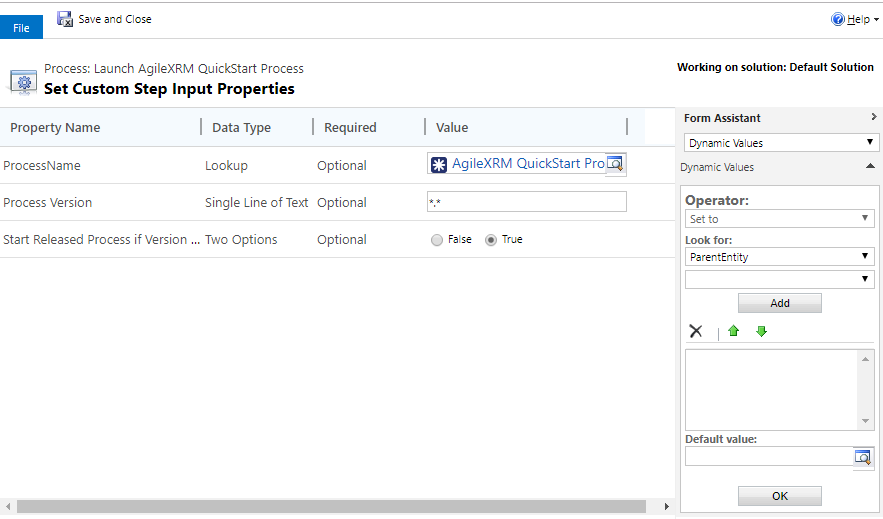 File
Save and Close
Help
Process: Launch AgileXRM QuickStart Process
Set Custom Step Input Properties
Working on solution: Default Solution
Property Name Data Type Required Value
ProcessName Lookup Optional AgileXRM QuickStart Pro
Process Version Single Line of Text Optional *.*
Start Released Process if Version ... Two Options Optional False True
Form Assistant
Dynamic Values
Dynamic Values
Operator:
Set to
Look for:
ParentEntity
Add
Default value:
OK